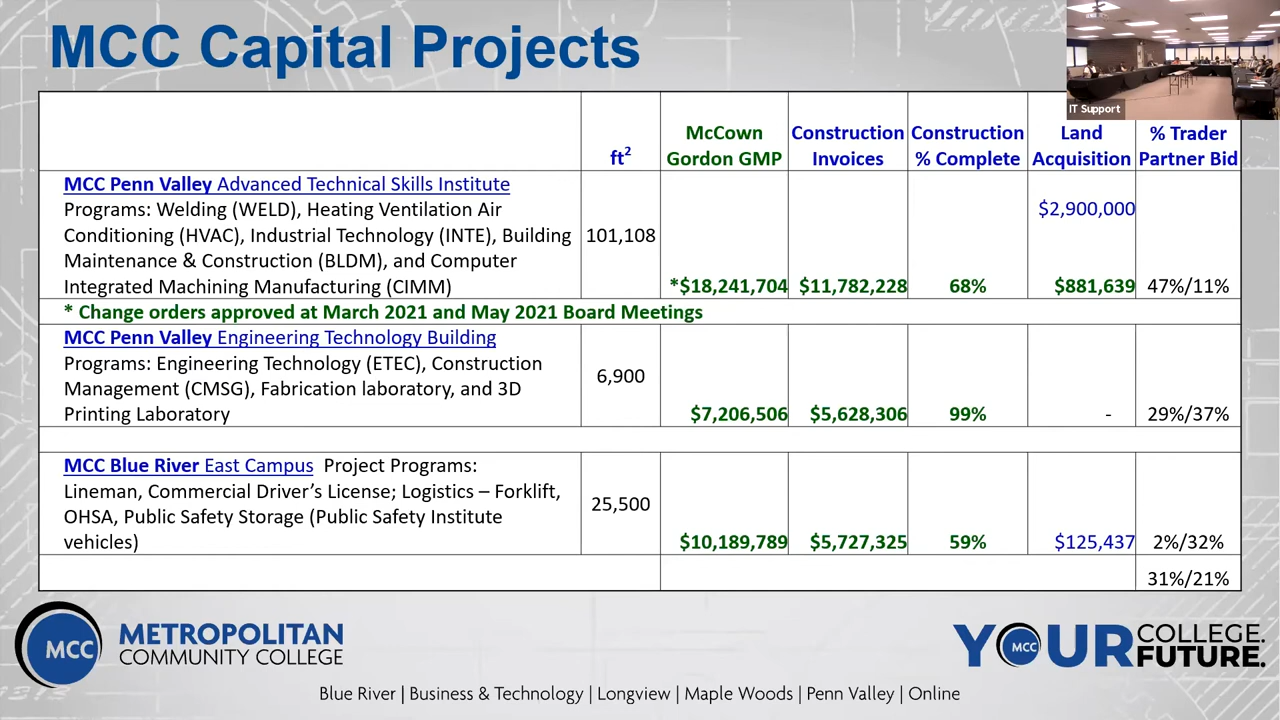 MCC Capital Projects
IT Support
ft2
McCown
Gordon GMP
Construction
Invoices
Construction
% Complete
Land
Acquisition
% Trader
Partner Bid
MCC Penn Valley Advanced Technical Skills Institute
Programs: Welding (WELD), Heating Ventilation Air
Conditioning (HVAC), Industrial Technology (INTE), Building
Maintenance & Construction (BLDM), and Computer
Integrated Machining Manufacturing (CIMM)
101,108
*$18,241,704
$11,782,228
68%
$2,900,000
$881,639
47%/11%
* Change orders approved at March 2021 and May 2021 Board Meetings
MCC Penn Valley Engineering Technology Building
Programs: Engineering Technology (ETEC), Construction
Management (CMSG), Fabrication laboratory, and 3D
Printing Laboratory
6,900
$7,206,506
$5,628,306
99%
-
29%/37%
MCC Blue River East Campus Project Programs:
Lineman, Commercial Driver’s License; Logistics – Forklift,
OHSA, Public Safety Storage (Public Safety Institute
vehicles)
25,500
$10,189,789
$5,727,325
59%
$125,437
2%/32%
31%/21%
MCC
METROPOLITAN
COMMUNITY COLLEGE
YOUR
MCC
COLLEGE.
FUTURE.
Blue River | Business & Technology | Longview | Maple Woods | Penn Valley | Online